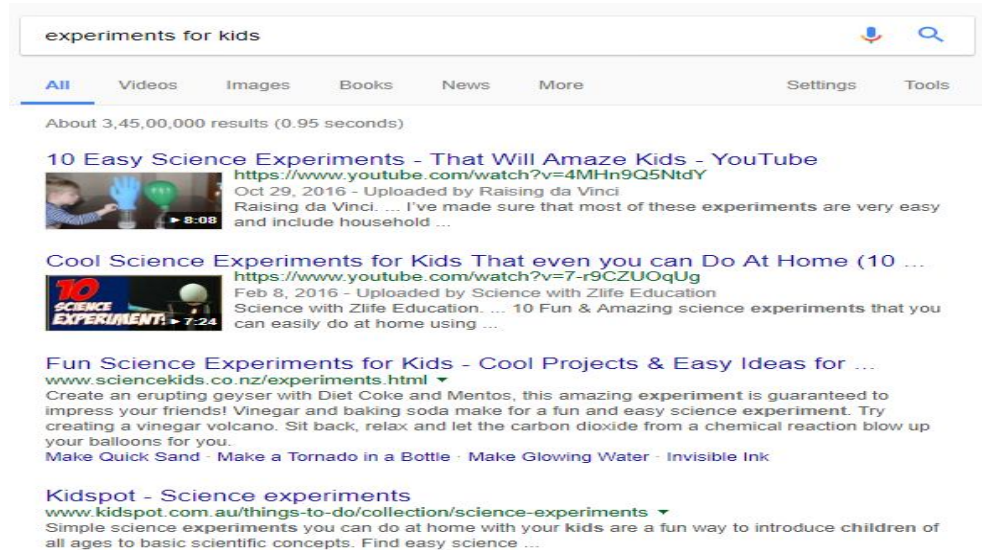 experiments for kids
All Videos Images Books News More Settings Tools
About 3,45,00,000 results (0.95 seconds)
10 Easy Science Experiments - That Will Amaze Kids - YouTube
https://www.youtube.com/watch?v=4MHn9Q5NtdY
Oct 29, 2016 - Uploaded by Raising da Vinci
Raising da Vinci. ... I've made sure that most of these experiments are very easy
and include household ...
8:08
Cool Science Experiments for Kids That even you can Do At Home (10 ...
https://www.youtube.com/watch?v=7-r9CZUOqUg
Feb 8, 2016 - Uploaded by Science with Zlife Education
Science with Zlife Education. ... 10 Fun & Amazing science experiments that you
can easily do at home using ...
10
SCIENCE
EXPERIMENT!
7:24
Fun Science Experiments for Kids - Cool Projects & Easy Ideas for ...
www.sciencekids.co.nz/experiments.html
Create an erupting geyser with Diet Coke and Mentos, this amazing experiment is guaranteed to
impress your friends! Vinegar and baking soda make for a fun and easy science experiment. Try
creating a vinegar volcano. Sit back, relax and let the carbon dioxide from a chemical reaction blow up
your balloons for you.
Make Quick Sand · Make a Tornado in a Bottle · Make Glowing Water · Invisible Ink
Kidspot - Science experiments
www.kidspot.com.au/things-to-do/collection/science-experiments
Simple science experiments you can do at home with your kids are a fun way to introduce children of
all ages to basic scientific concepts. Find easy science ...